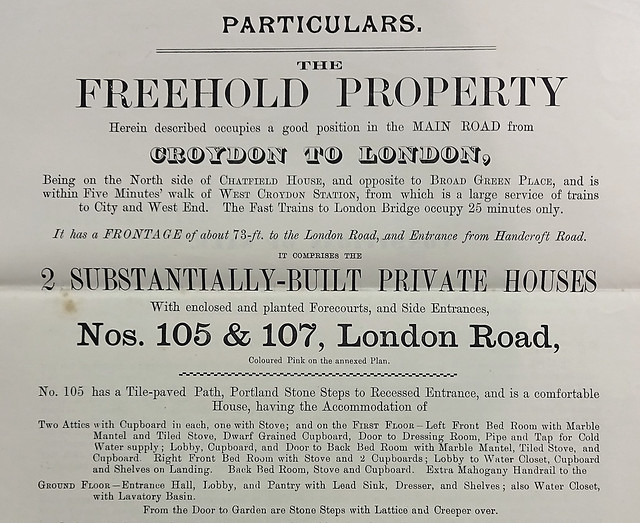 PARTICULARS.
THE
FREEHOLD PROPERTY
Herein described occupies a good position in the MAIN ROAD from
CROYDON TO LONDON,
Being on the North side of CHATFIELD HOUSE, and opposite to BROAD GREEN PLACE, and is
within Five Minutes' walk of WEST CROYDON STATION, from which is a large service of trains
to City and West End. The Fast Trains to London Bridge occupy 25 minutes only.
It has a FRONTAGE of about 73-ft. to the London Road, and Entrance from Handcroft Road.
IT COMPRISES THE
2 SUBSTANTIALLY-BUILT PRIVATE HOUSES
With enclosed and planted Forecourts, and Side Entrances,
Nos. 105 & 107, London Road,
Coloured Pink on the annexed Plan.
No. 105 has a Tile-paved Path, Portland Stone Steps to Recessed Entrance, and is a comfortable
House, having the Accommodation of
Two Attics with Cupboard in each, one with Stove; and on the FIRST FLOOR—Left Front Bed Room with Marble
Mantel and Tiled Stove, Dwarf Grained Cupboard, Door to Dressing Room, Pipe and Tap for Cold
Water supply; Lobby, Cupboard, and Door to Back Bed Room with Marble Mantel, Tiled Stove, and
Cupboard. Right Front Bed Room with Stove and 2 Cupboards; Lobby to Water Closet, Cupboard
and Shelves on Landing. Back Bed Room, Stove and Cupboard. Extra Mahogany Handrail to the
GROUND FLOOR—Entrance Hall, Lobby, and Pantry with Lead Sink, Dresser, and Shelves; also Water Closet,
with Lavatory Basin.
From the Door to Garden are Stone Steps with Lattice and Creeper over.